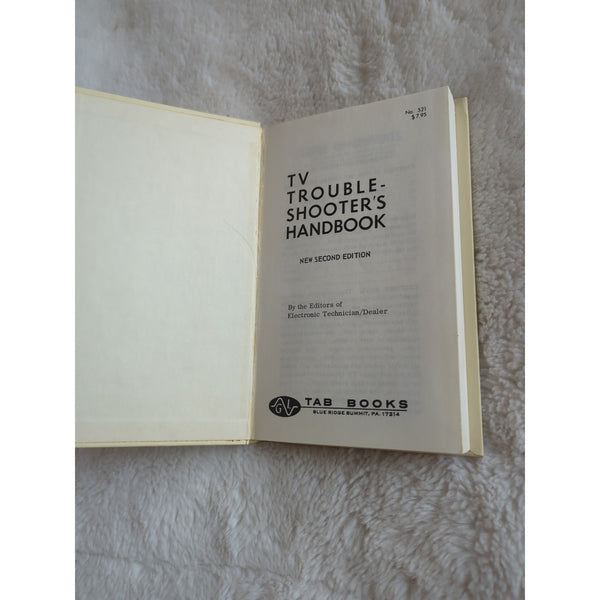 No. 521
$7.95
TV
TROUBLE-
SHOOTER'S
HANDBOOK
NEW SECOND EDITION
By the Editors of
Electronic Technician/Dealer
TAB BOOKS
BLUE RIDGE SUMMIT, PA. 17214